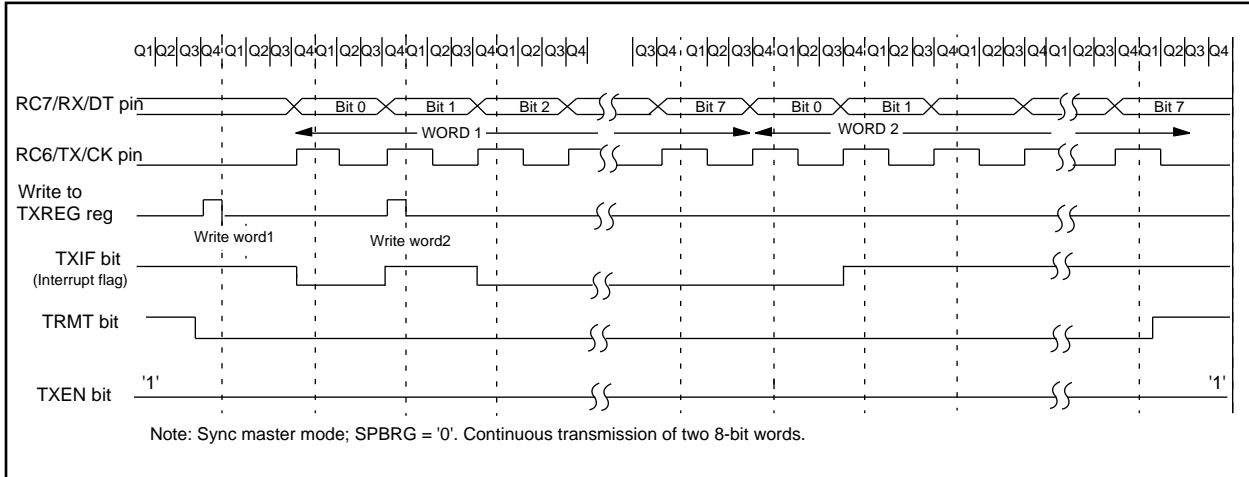 Q1 Q2 Q3 Q4 Q1 Q2 Q3 Q4 Q1 Q2 Q3 Q4 Q1 Q2 Q3 Q4 Q1 Q2 Q3 Q4 Q3 Q4 Q1 Q2 Q3 Q4 Q1 Q2 Q3 Q4 Q1 Q2 Q3 Q4 Q1 Q2 Q3 Q4 Q1 Q2 Q3 Q4 Q1 Q2 Q3 Q4
RC7/RX/DT pin Bit 0 Bit 1 Bit 2 Bit 7 Bit 0 Bit 1 Bit 7
WORD 1 WORD 2
RC6/TX/CK pin
Write to
TXREG reg
Write word1 Write word2
TXIF bit
(Interrupt flag)
TRMT bit
'1' '1'
TXEN bit
Note: Sync master mode; SPBRG = '0'. Continuous transmission of two 8-bit words.